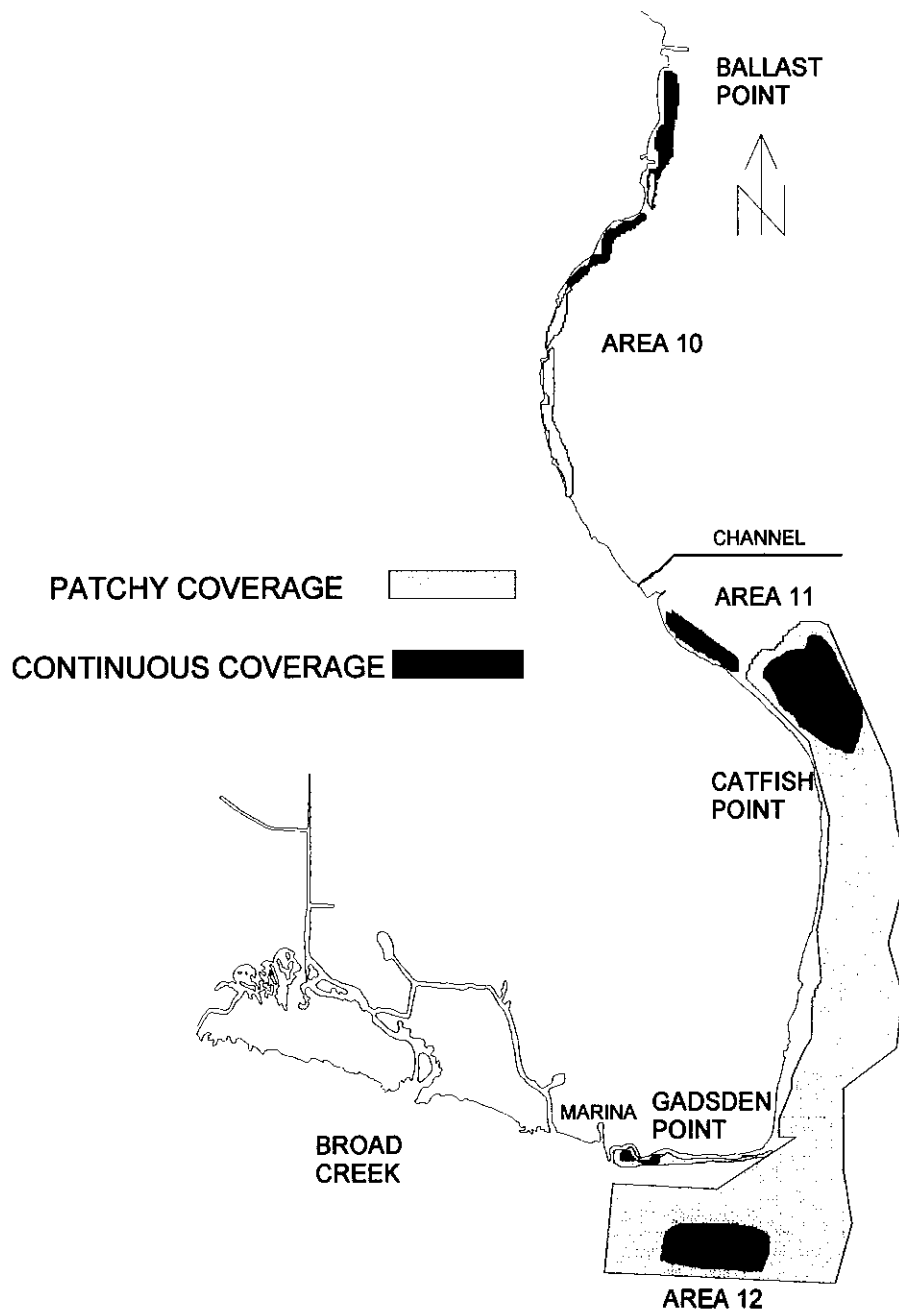 BALLAST
POINT
N
AREA 10
CHANNEL
PATCHY COVERAGE
AREA 11
CONTINUOUS COVERAGE
CATFISH
POINT
MARINA
GADSDEN
POINT
BROAD
CREEK
AREA 12